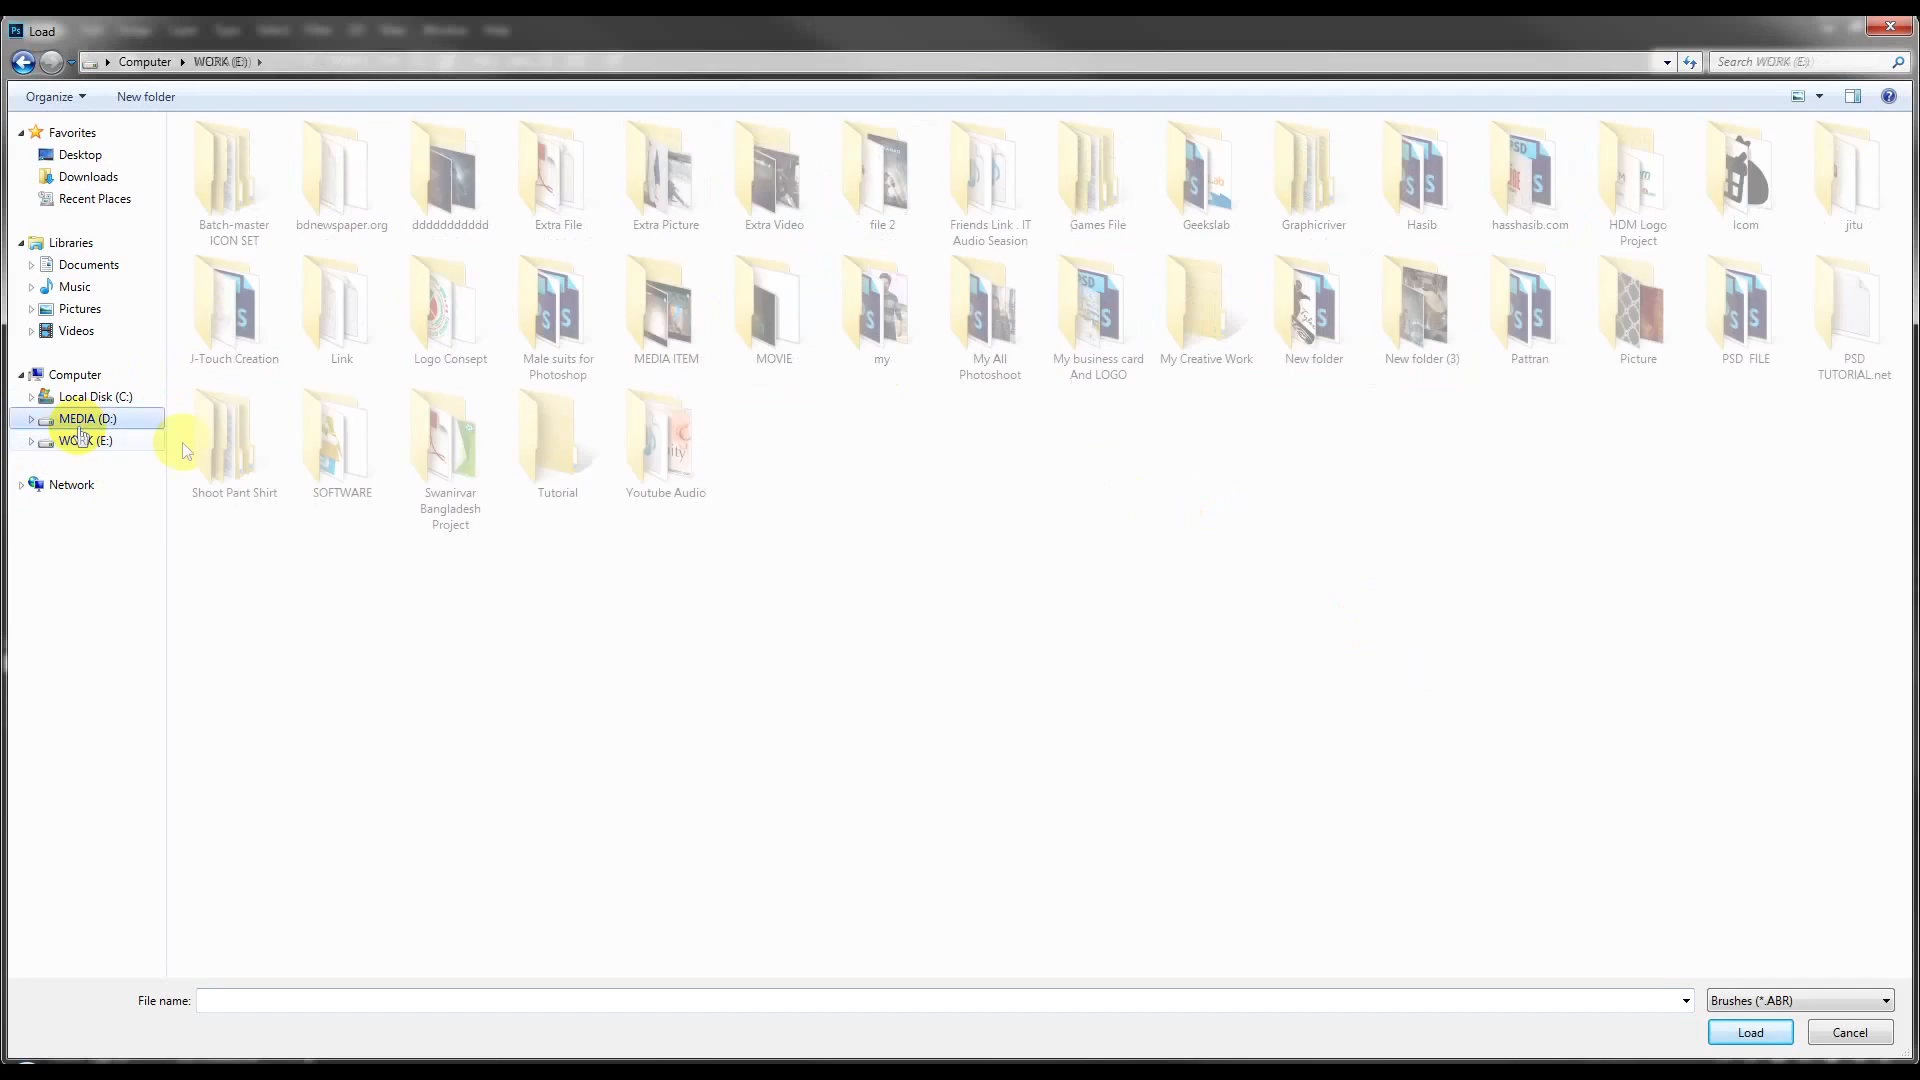 Ps Load
Computer WORK (E:)
Search WORK (E:)
Organize New folder
Favorites
Desktop
Downloads
Recent Places
Libraries
Documents
Music
Pictures
Videos
Computer
Local Disk (C:)
MEDIA (D:)
WORK (E:)
Network
Batch-master
ICON SET
bdnewspaper.org
ddddddddddd
Extra File
Extra Picture
Extra Video
file 2
Friends Link . IT
Audio Seasion
Games File
Geekslab
Graphicriver
Hasib
hasshasib.com
HDM Logo
Project
Icom
jitu
J-Touch Creation
Link
Logo Consept
Male suits for
Photoshop
MEDIA ITEM
MOVIE
my
My All
Photoshoot
My business card
And LOGO
My Creative Work
New folder
New folder (3)
Pattran
Picture
PSD FILE
PSD
TUTORIAL.net
Shoot Pant Shirt
SOFTWARE
Swanirvar
Bangladesh
Project
Tutorial
Youtube Audio
File name:
Brushes (*.ABR)
Load Cancel